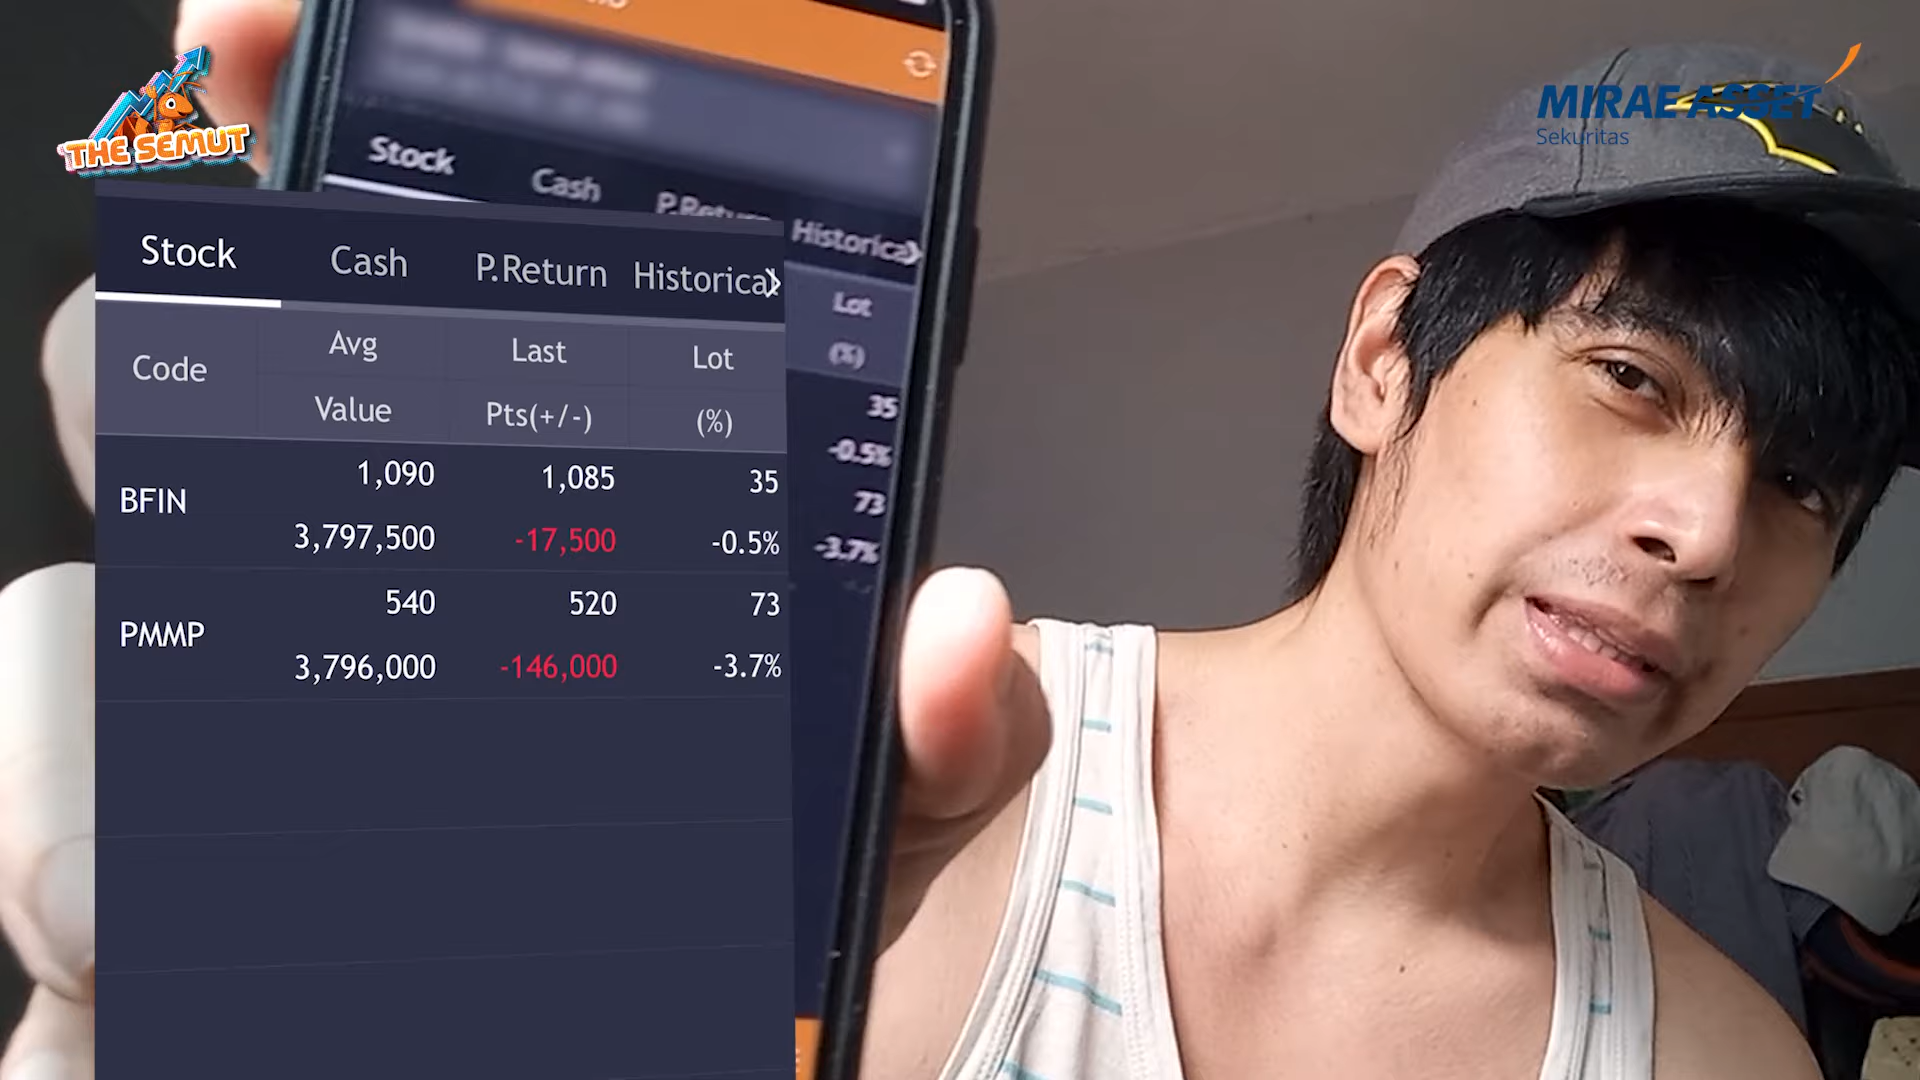 THE SEMUT
MIRAE ASSET
Sekuritas
Stock Cash P.Return Historical
Stock Cash P.Return Historical
Code Avg Last Lot
Value Pts(+/-) (%)
BFIN 1,090 1,085 35
3,797,500 -17,500 -0.5%
PMMP 540 520 73
3,796,000 -146,000 -3.7%
Lot
(%)
35
-0.5%
73
-3.7%